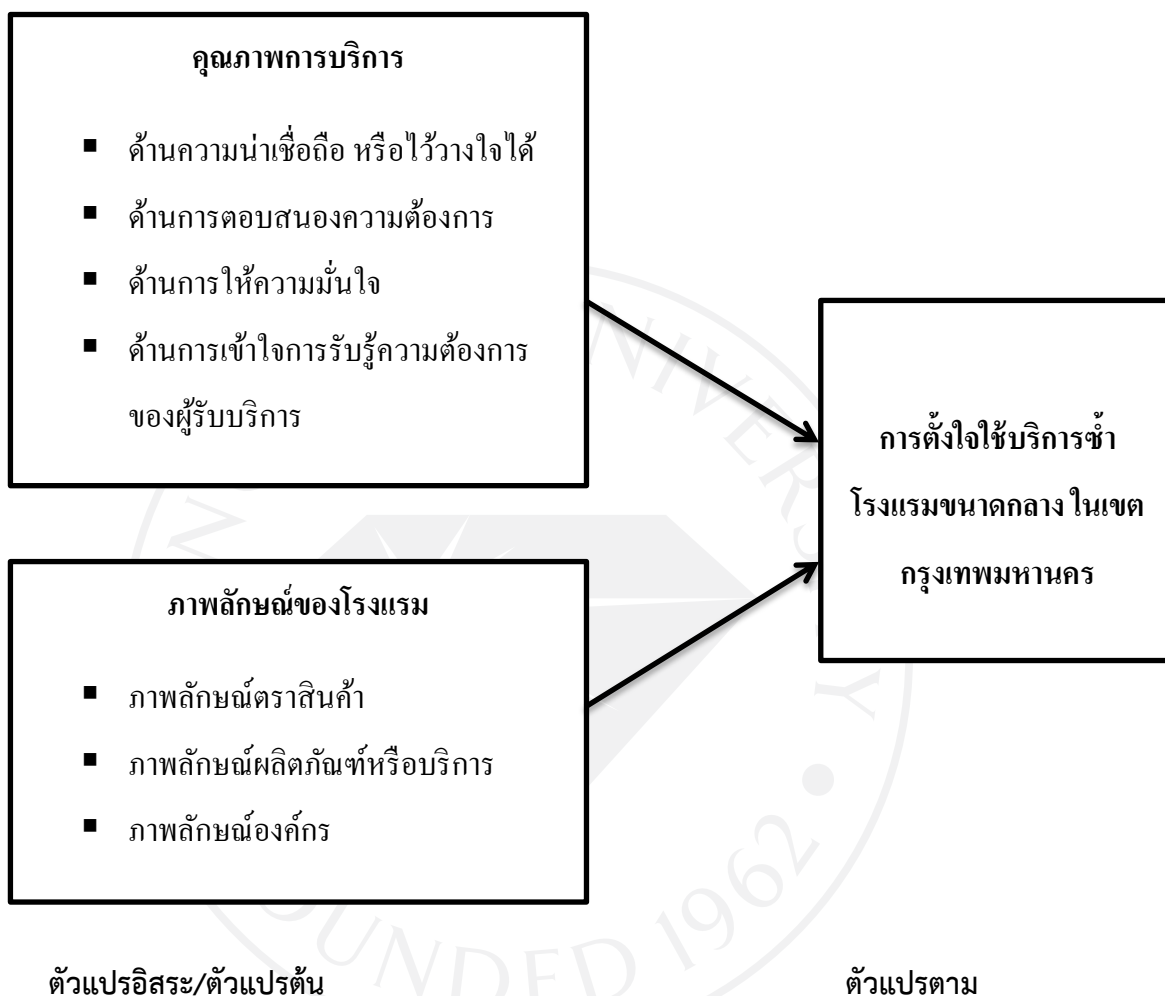 คุณภาพการบริการ
▪ ด้านความน่าเชื่อถือ หรือไว้วางใจได้
▪ ด้านการตอบสนองความต้องการ
▪ ด้านการให้ความมั่นใจ
▪ ด้านการเข้าใจการรับรู้ความต้องการ
ของผู้รับบริการ
ภาพลักษณ์ของโรงแรม
▪ ภาพลักษณ์ตราสินค้า
▪ ภาพลักษณ์ผลิตภัณฑ์หรือบริการ
▪ ภาพลักษณ์องค์กร
การตั้งใจใช้บริการซ้ำ
โรงแรมขนาดกลาง ในเขต
กรุงเทพมหานคร
ตัวแปรอิสระ/ตัวแปรต้น
ตัวแปรตาม
UNIVERSITY
FOUNDED 1962